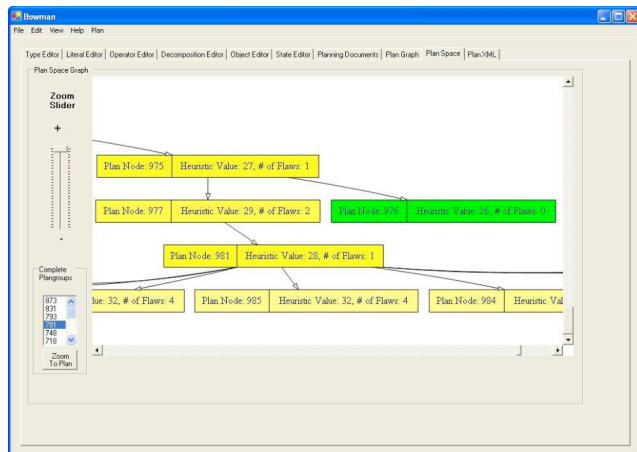 Bowman
File Edit View Help Plan
Type Editor Literal Editor Operator Editor Decomposition Editor Object Editor State Editor Planning Documents Plan Graph Plan Space Plan XML
Plan Space Graph
Zoom
Slider
+
-
Plan Node: 975 Heuristic Value: 27, # of Flaws: 1
Plan Node: 977 Heuristic Value: 29, # of Flaws: 2 Plan Node: 976 Heuristic Value: 26, # of Flaws: 0
Plan Node: 981 Heuristic Value: 28, # of Flaws: 1
lue: 32, # of Flaws: 4 Plan Node: 985 Heuristic Value: 32, # of Flaws: 4 Plan Node: 984 Heuristic Val
Complete
Plangroups
873
831
793
781
748
718
Zoom
To Plan